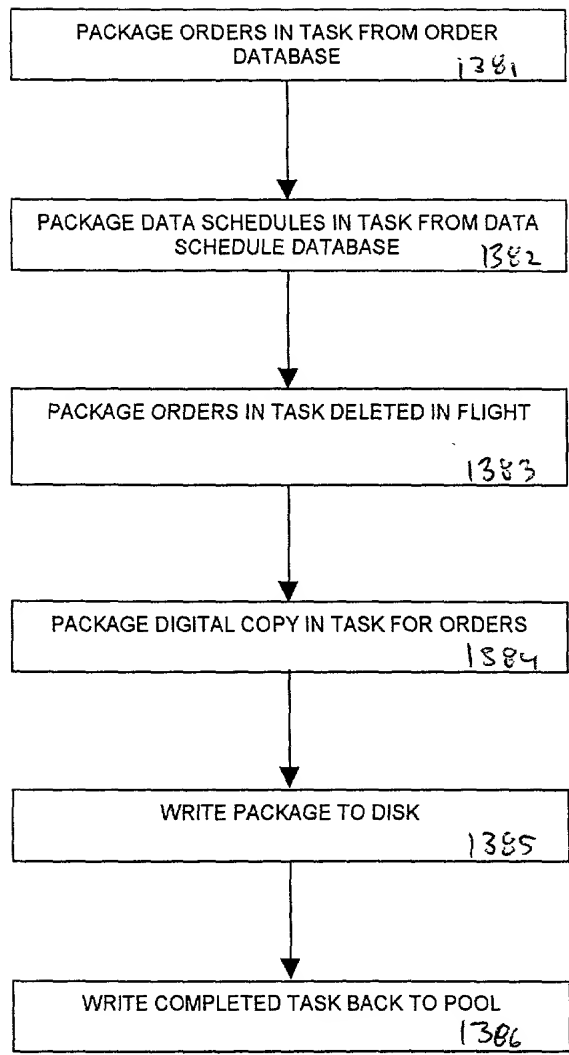 PACKAGE ORDERS IN TASK FROM ORDER
DATABASE
1381
PACKAGE DATA SCHEDULES IN TASK FROM DATA
SCHEDULE DATABASE
1382
PACKAGE ORDERS IN TASK DELETED IN FLIGHT
1383
PACKAGE DIGITAL COPY IN TASK FOR ORDERS
1384
WRITE PACKAGE TO DISK
1385
WRITE COMPLETED TASK BACK TO POOL
1386